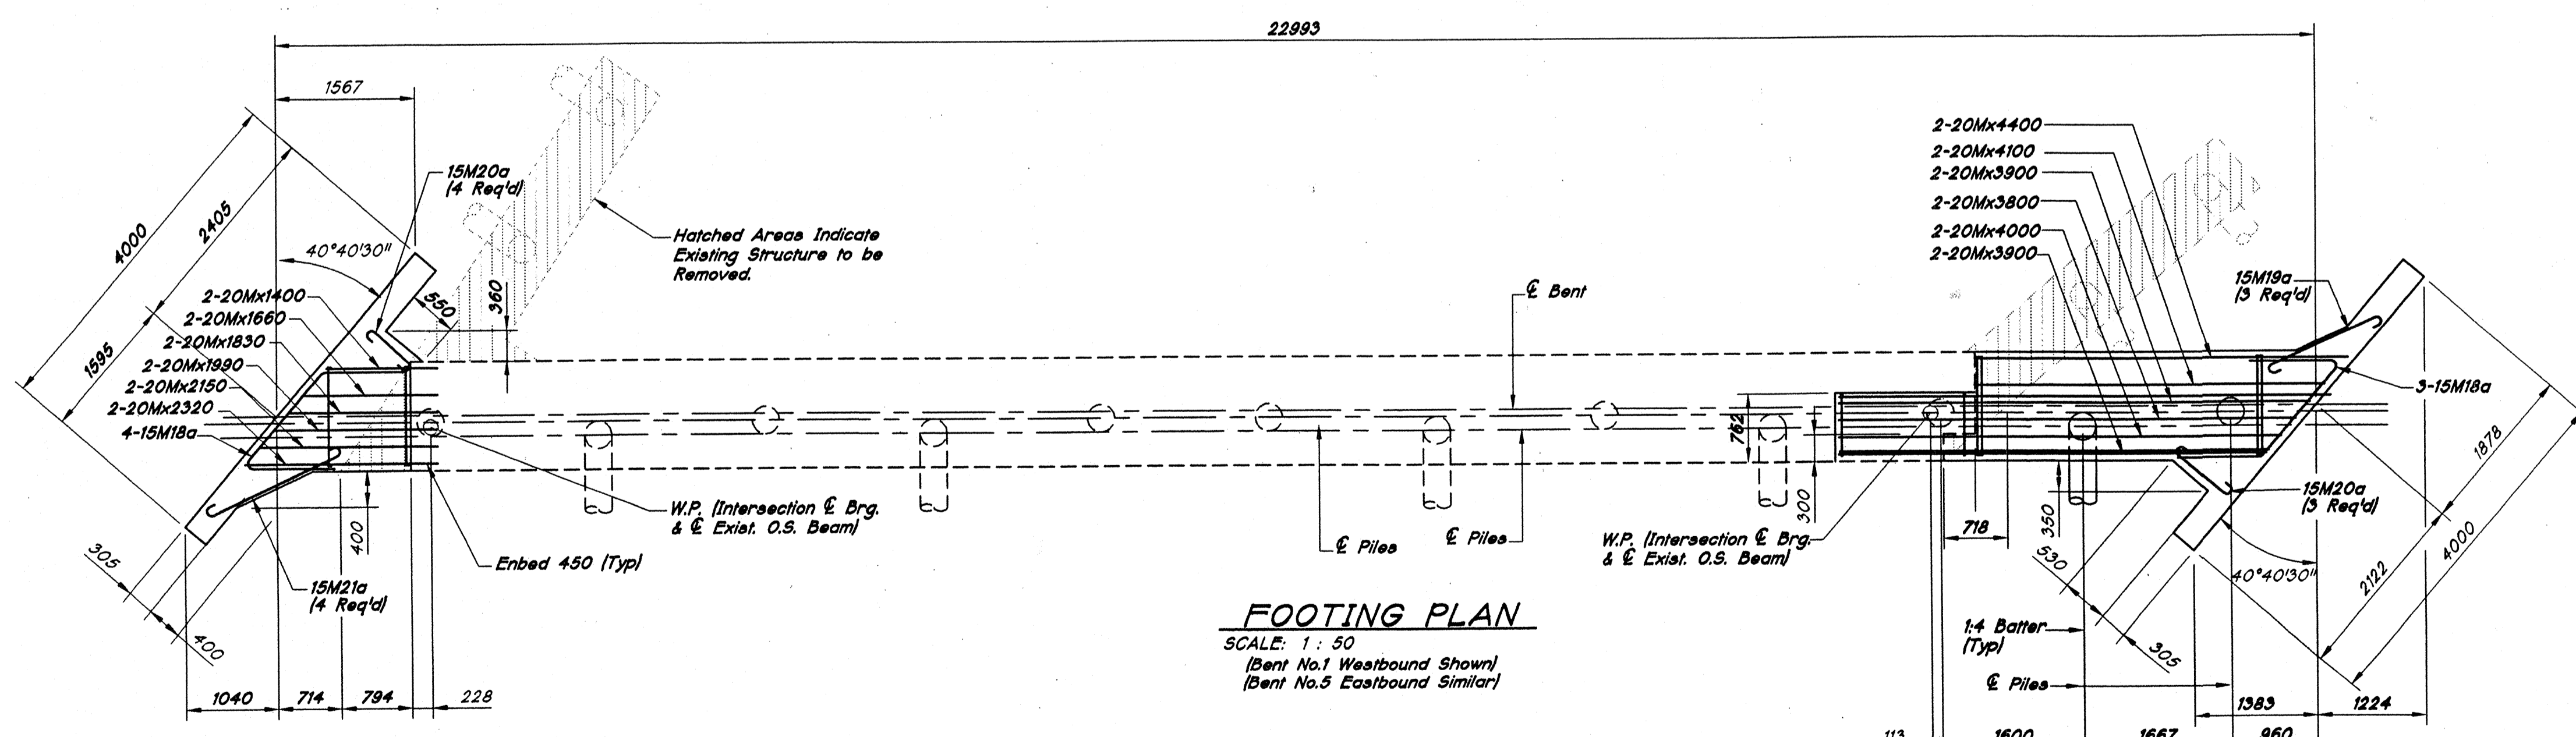 22993
1567
4000
2405
1595
40°40'30"
15M20a
(4 Req'd)
550
360
Hatched Areas Indicate
Existing Structure to be
Removed.
2-20Mx1400
2-20Mx1660
2-20Mx1830
2-20Mx1990
2-20Mx2150
2-20Mx2320
4-15M18a
305
400
15M21a
(4 Req'd)
400
Enbed 450 (Typ)
W.P. (Intersection ℄ Brg.
& ℄ Exist. O.S. Beam)
1040
714
794
228
℄ Bent
℄ Piles
℄ Piles
FOOTING PLAN
SCALE: 1 : 50
(Bent No.1 Westbound Shown)
(Bent No.5 Eastbound Similar)
2-20Mx4400
2-20Mx4100
2-20Mx3900
2-20Mx3800
2-20Mx4000
2-20Mx3900
15M19a
(3 Req'd)
3-15M18a
762
300
W.P. (Intersection ℄ Brg.
& ℄ Exist. O.S. Beam)
718
350
15M20a
(3 Req'd)
530
305
40°40'30"
1878
2122
4000
1:4 Batter
(Typ)
℄ Piles
1383
1224
113
1600
1667
960